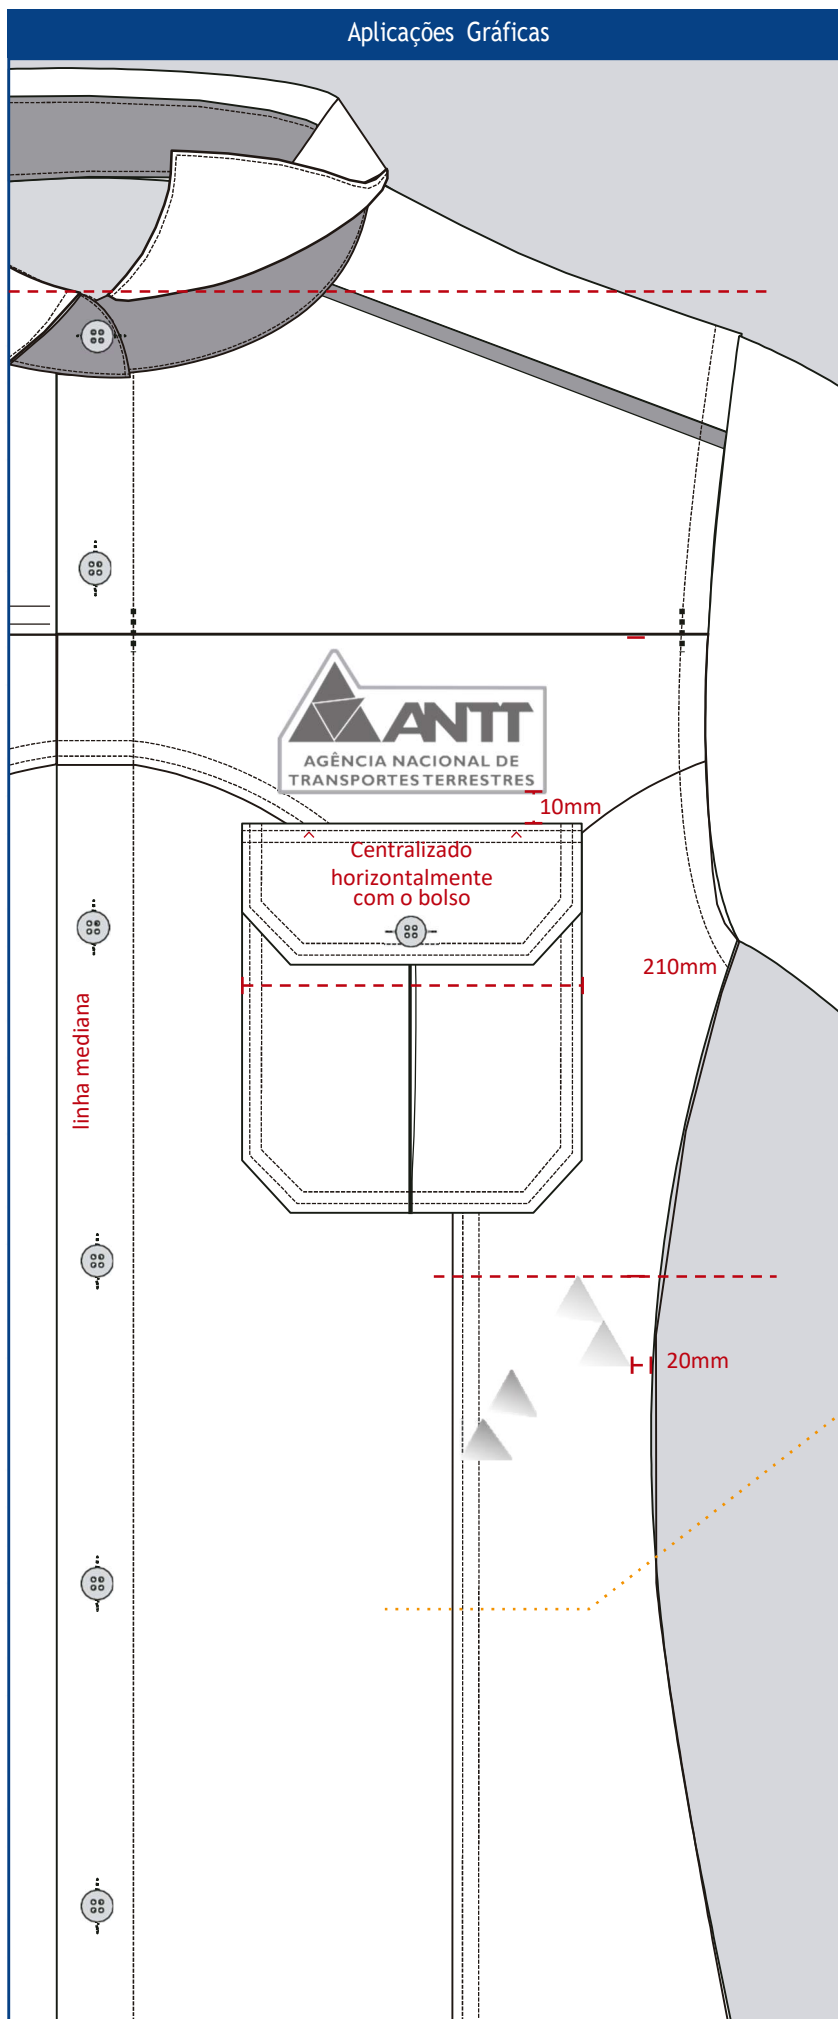 Aplicações Gráficas
ANTT
AGÊNCIA NACIONAL DE
TRANSPORTES TERRESTRES
10mm
Centralizado
horizontalmente
com o bolso
210mm
linha mediana
20mm